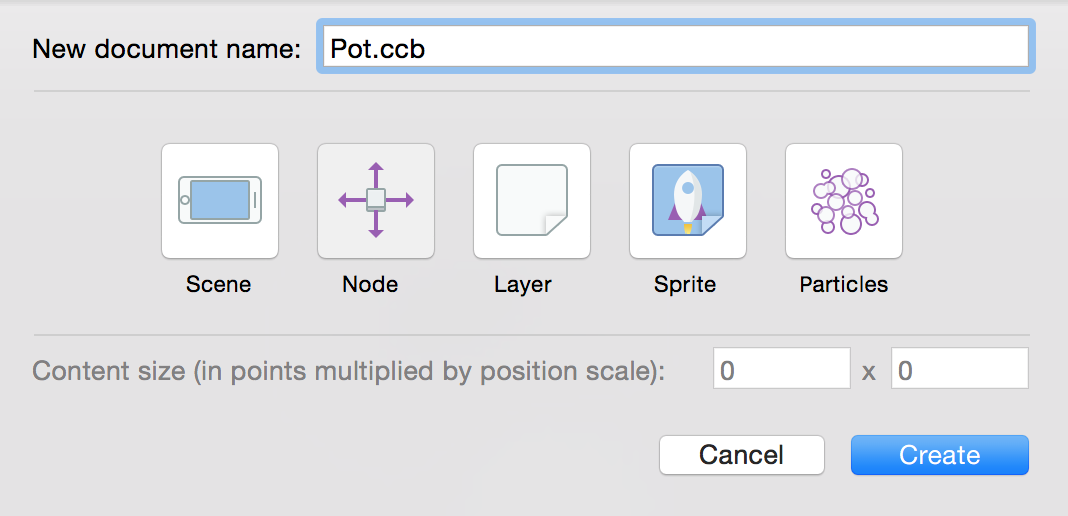 New document name: Pot.ccb
Scene Node Layer Sprite Particles
Content size (in points multiplied by position scale): 0 x 0
Cancel Create